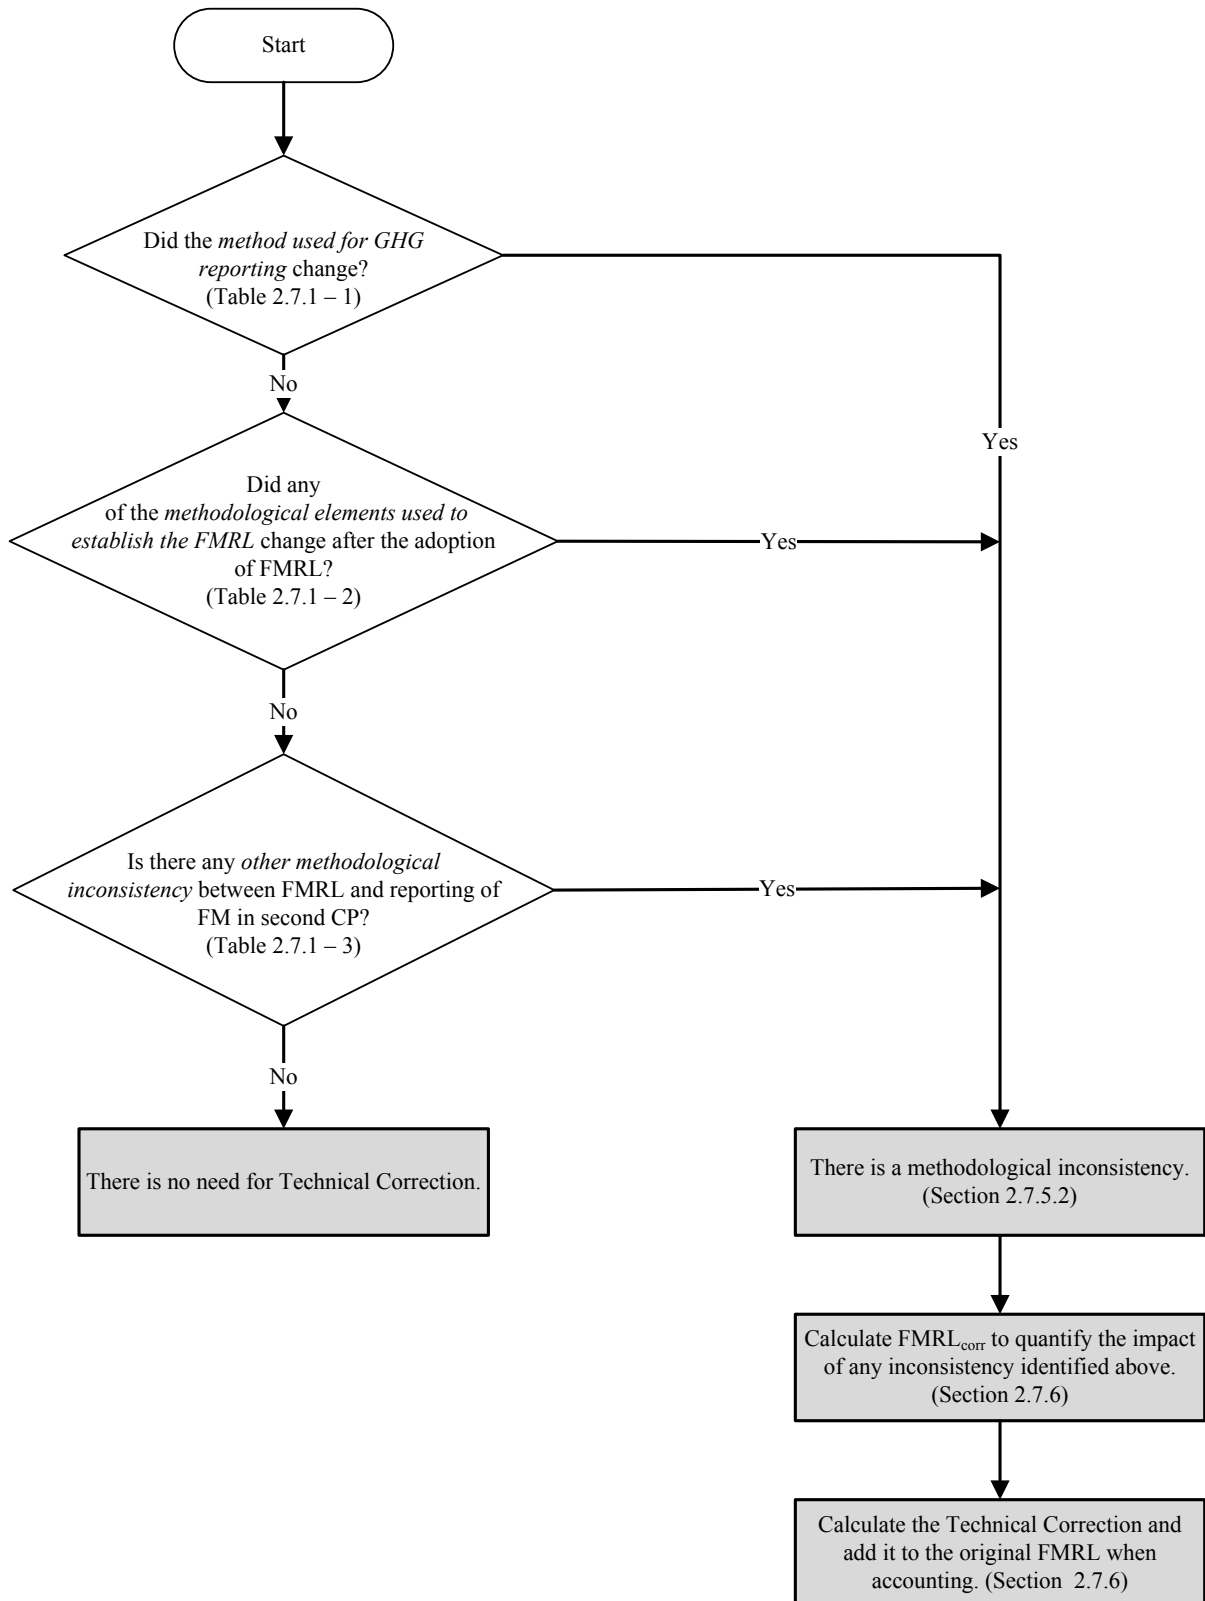 Start
Did the method used for GHG
reporting change?
(Table 2.7.1 – 1)
No
Yes
Did any
of the methodological elements used to
establish the FMRL change after the adoption
of FMRL?
(Table 2.7.1 – 2)
Yes
No
Is there any other methodological
inconsistency between FMRL and reporting of
FM in second CP?
(Table 2.7.1 – 3)
Yes
No
There is no need for Technical Correction.
There is a methodological inconsistency.
(Section 2.7.5.2)
Calculate FMRLcorr to quantify the impact
of any inconsistency identified above.
(Section 2.7.6)
Calculate the Technical Correction and
add it to the original FMRL when
accounting. (Section 2.7.6)